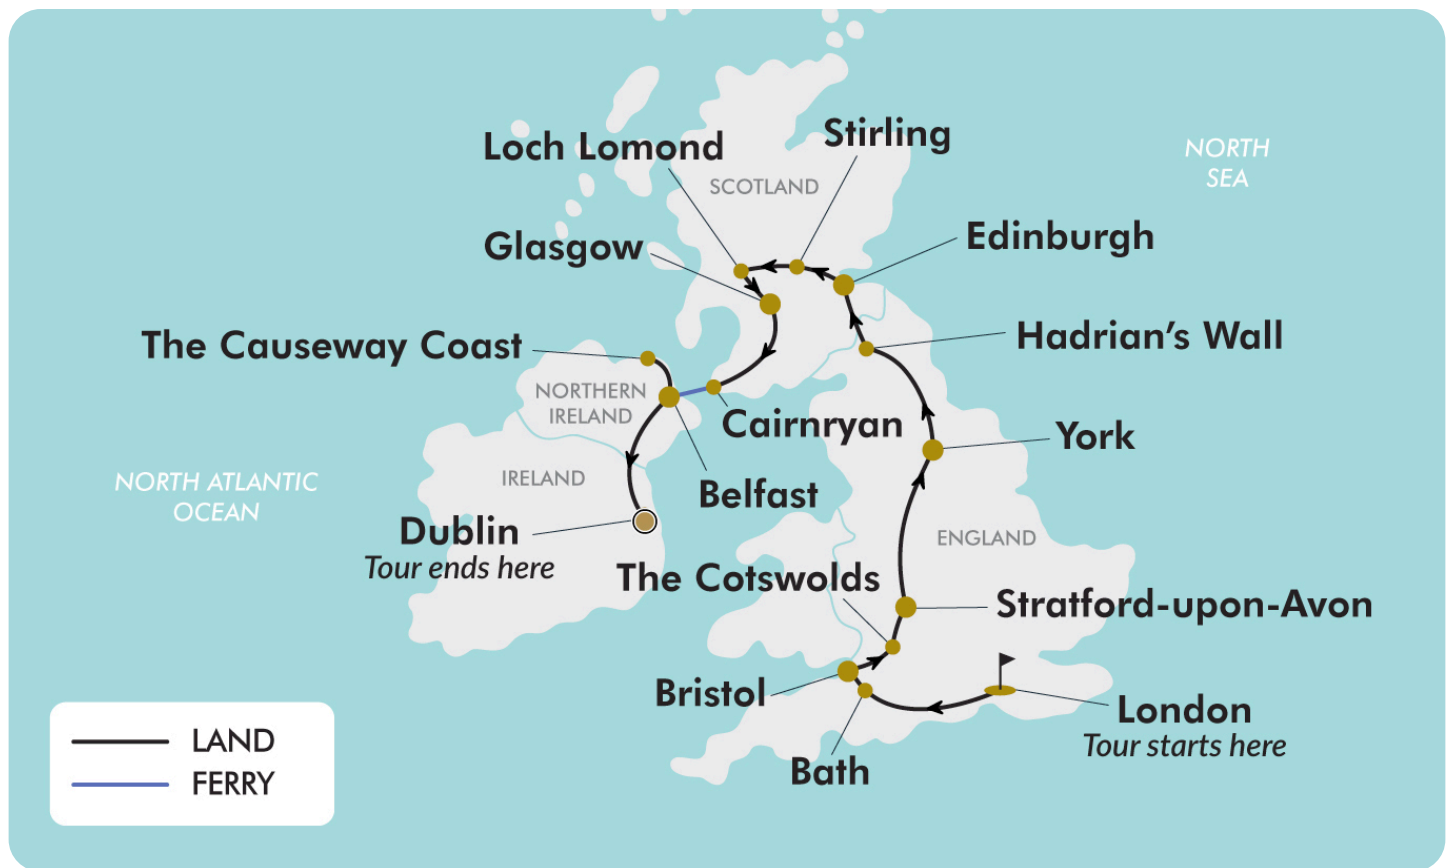 Stirling
Loch Lomond
NORTH
SEA
SCOTLAND
Edinburgh
Glasgow
Hadrian’s Wall
The Causeway Coast
NORTHERN
IRELAND
Cairnryan
York
IRELAND
NORTH ATLANTIC
OCEAN
Belfast
Dublin
Tour ends here
ENGLAND
The Cotswolds
Stratford-upon-Avon
Bristol
London
Tour starts here
Bath
LAND
FERRY